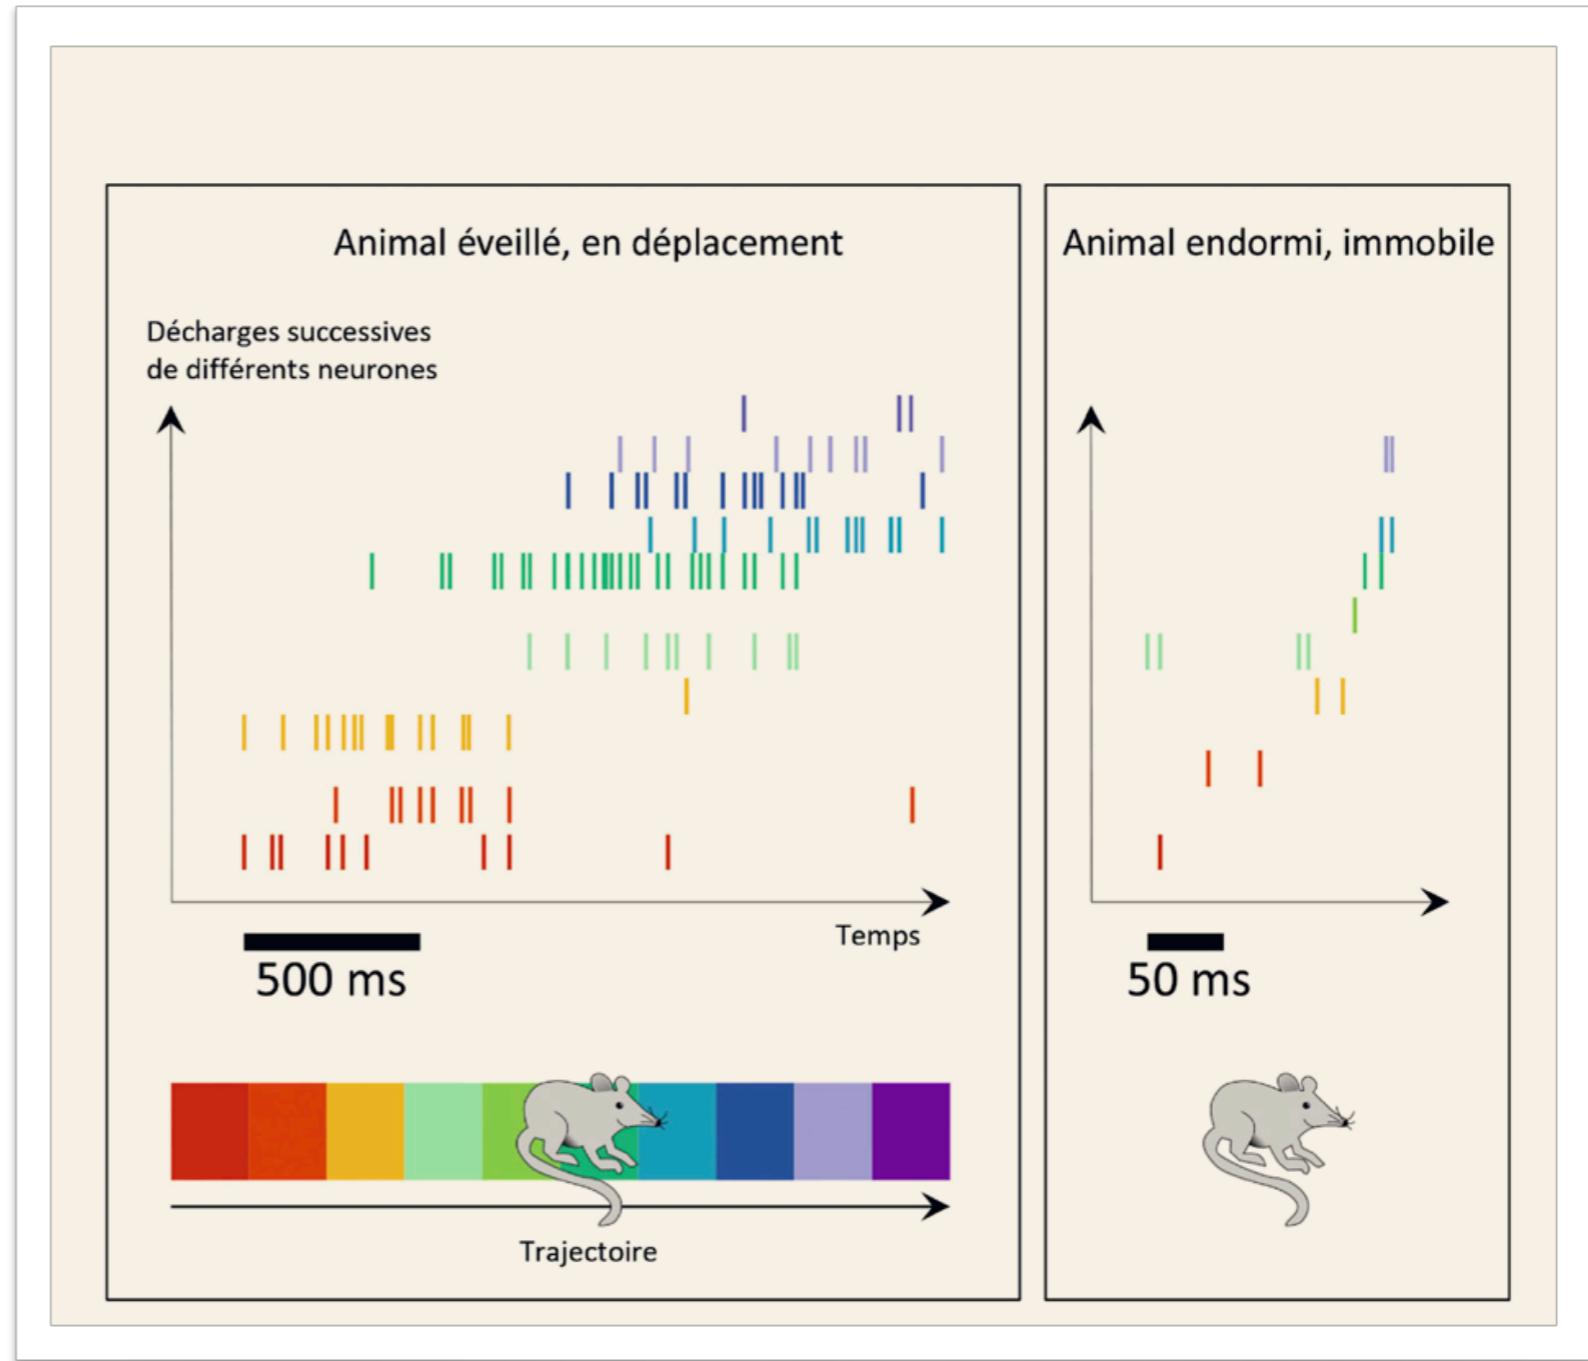 Animal éveillé, en déplacement
Décharges successives
de différents neurones
Temps
500 ms
Trajectoire
Animal endormi, immobile
50 ms